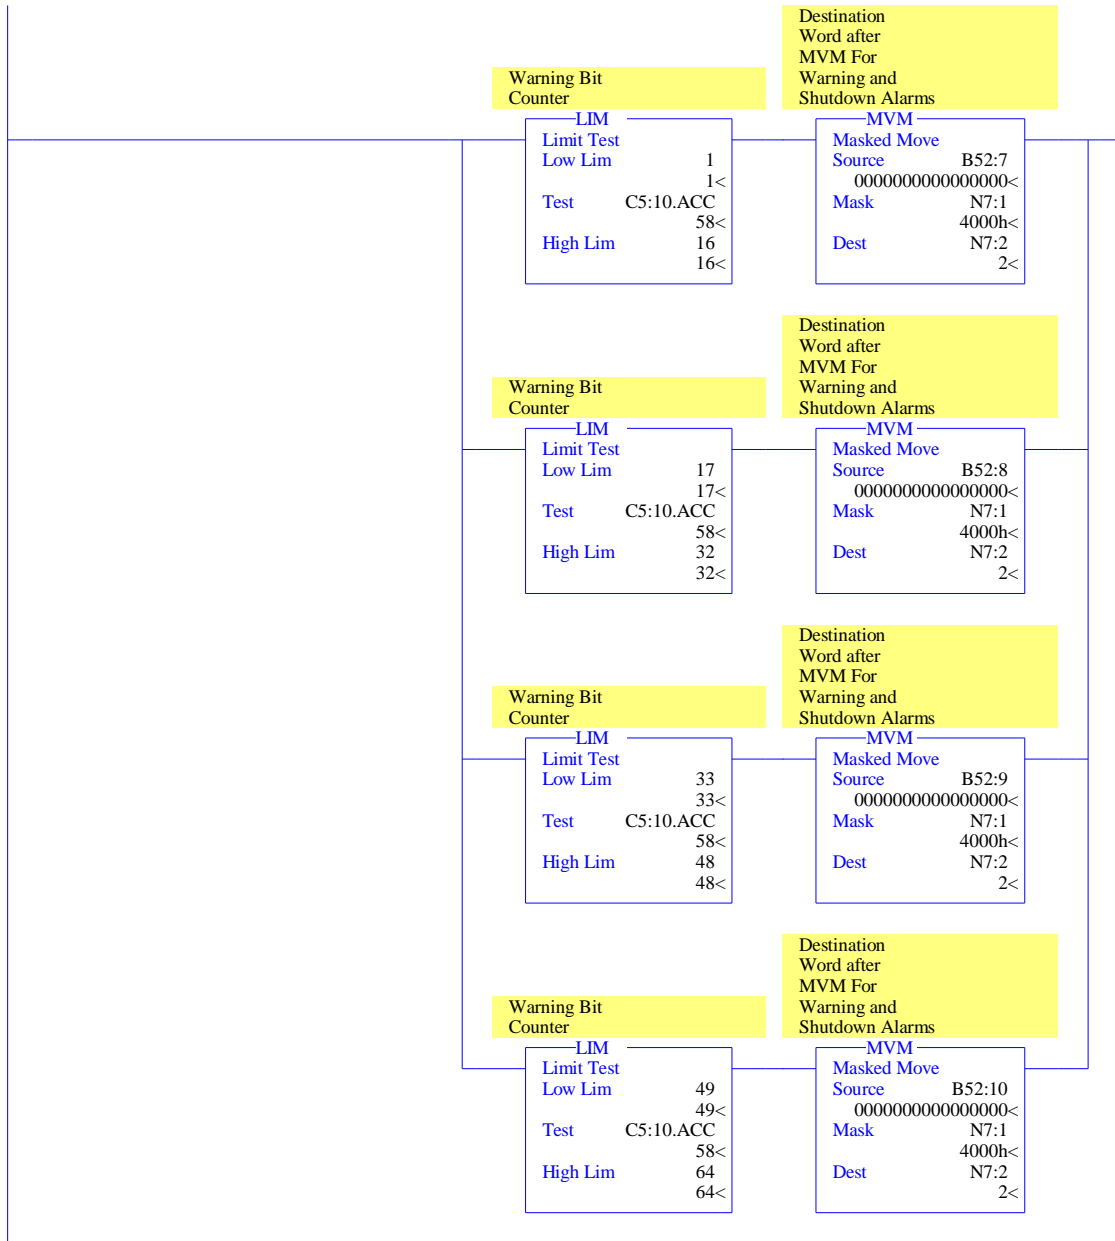 Destination
Word after
MVM For
Warning Bit Warning and
Counter Shutdown Alarms
LIM MVM
Limit Test Masked Move
Low Lim 1 Source B52:7
1< 0000000000000000<
Test C5:10.ACC Mask N7:1
58< 4000h<
High Lim 16 Dest N7:2
16< 2<
Destination
Word after
MVM For
Warning Bit Warning and
Counter Shutdown Alarms
LIM MVM
Limit Test Masked Move
Low Lim 17 Source B52:8
17< 0000000000000000<
Test C5:10.ACC Mask N7:1
58< 4000h<
High Lim 32 Dest N7:2
32< 2<
Destination
Word after
MVM For
Warning Bit Warning and
Counter Shutdown Alarms
LIM MVM
Limit Test Masked Move
Low Lim 33 Source B52:9
33< 0000000000000000<
Test C5:10.ACC Mask N7:1
58< 4000h<
High Lim 48 Dest N7:2
48< 2<
Destination
Word after
MVM For
Warning Bit Warning and
Counter Shutdown Alarms
LIM MVM
Limit Test Masked Move
Low Lim 49 Source B52:10
49< 0000000000000000<
Test C5:10.ACC Mask N7:1
58< 4000h<
High Lim 64 Dest N7:2
64< 2<